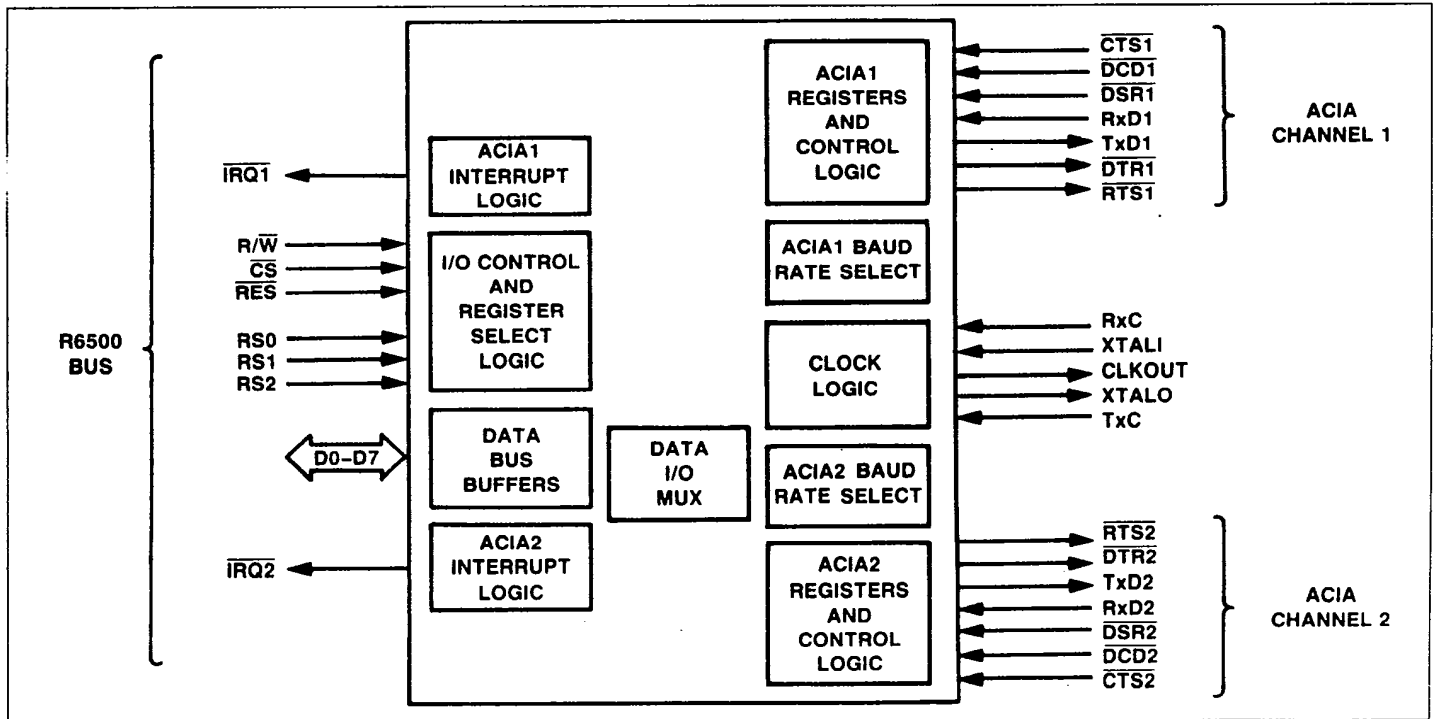 R6500
BUS
IRQ1
R/W
CS
RES
RS0
RS1
RS2
D0–D7
IRQ2
ACIA1
INTERRUPT
LOGIC
I/O CONTROL
AND
REGISTER
SELECT
LOGIC
DATA
BUS
BUFFERS
ACIA2
INTERRUPT
LOGIC
DATA
I/O
MUX
ACIA1
REGISTERS
AND
CONTROL
LOGIC
ACIA1 BAUD
RATE SELECT
CLOCK
LOGIC
ACIA2 BAUD
RATE SELECT
ACIA2
REGISTERS
AND
CONTROL
LOGIC
CTS1
DCD1
DSR1
RxD1
TxD1
DTR1
RTS1
ACIA
CHANNEL 1
RxC
XTALI
CLKOUT
XTALO
TxC
RTS2
DTR2
TxD2
RxD2
DSR2
DCD2
CTS2
ACIA
CHANNEL 2